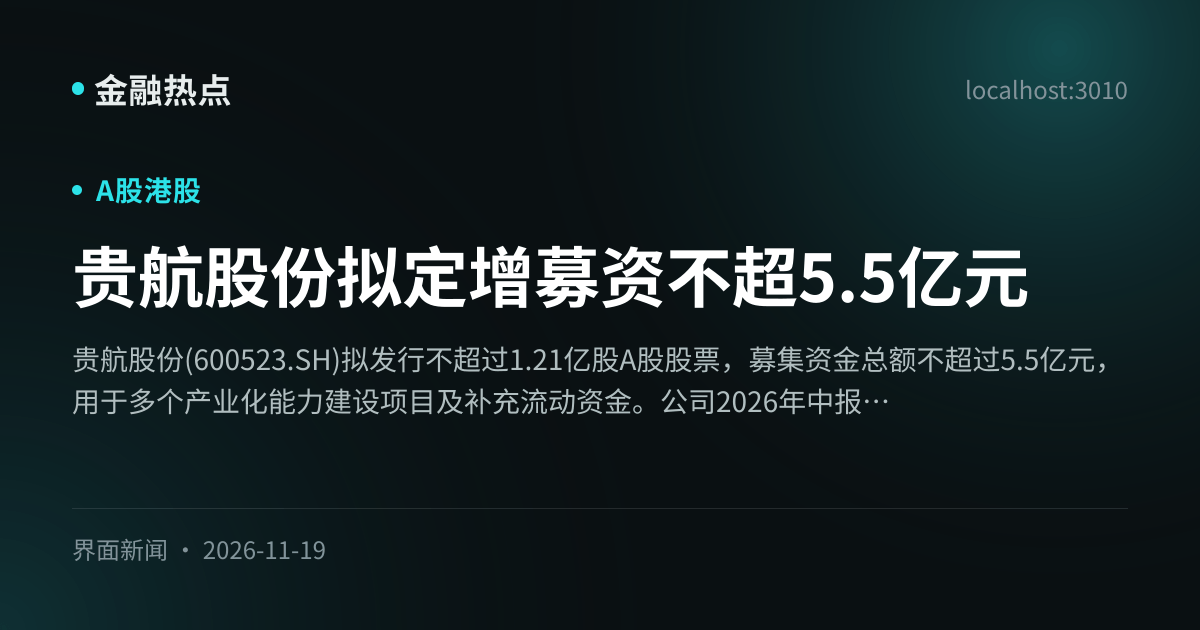 金融热点
localhost:3010
A股港股
贵航股份拟定增募资不超5.5亿元
贵航股份(600523.SH)拟发行不超过1.21亿股A股股票，募集资金总额不超过5.5亿元，
用于多个产业化能力建设项目及补充流动资金。公司2026年中报…
界面新闻 · 2026-11-19